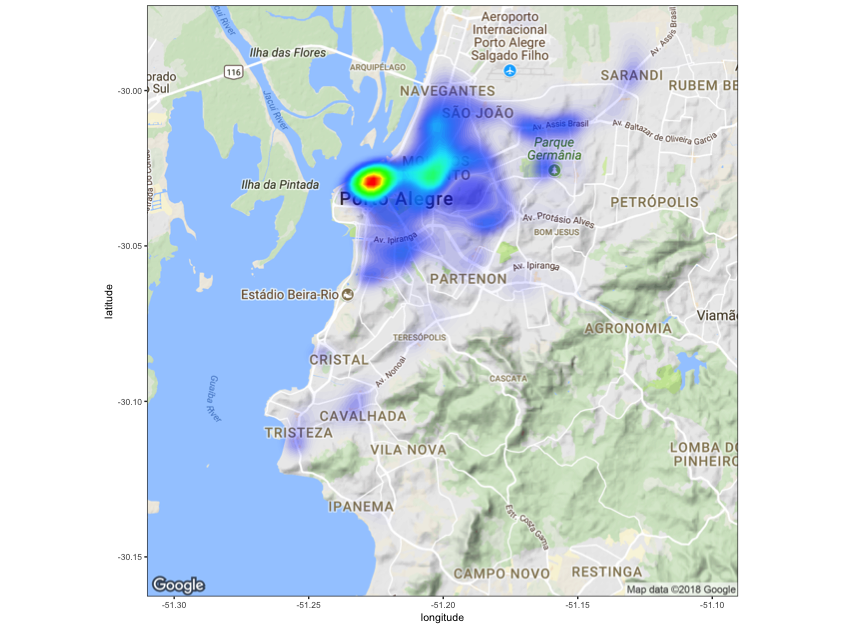 Jacuí River
Aeroporto
Internacional
Porto Alegre
Salgado Filho
Av. Assis Brasil
Ilha das Flores
116
ARQUIPÉLAGO
SARANDI
RUBEM BE
orado
Sul
NAVEGANTES
Jacuí River
SÃO JOÃO
Av. Assis Brasil
Av. Baltazar de Oliveira Garcia
Parque
Germânia
Ilha da Pintada
Porto Alegre
PETRÓPOLIS
Av. Protásio Alves
BOM JESUS
Av. Ipiranga
Av. Ipiranga
PARTENON
Estádio Beira-Rio
Viamã
AGRONOMIA
TERESÓPOLIS
CRISTAL
Av. Nonoai
CASCATA
Guaíba River
CAVALHADA
TRISTEZA
VILA NOVA
LOMBA DO
PINHEIRO
IPANEMA
Estr. Costa Gama
CAMPO NOVO
RESTINGA
Google
Map data ©2018 Google
-30.00
-30.05
-30.10
-30.15
latitude
-51.30
-51.25
-51.20
-51.15
-51.10
longitude